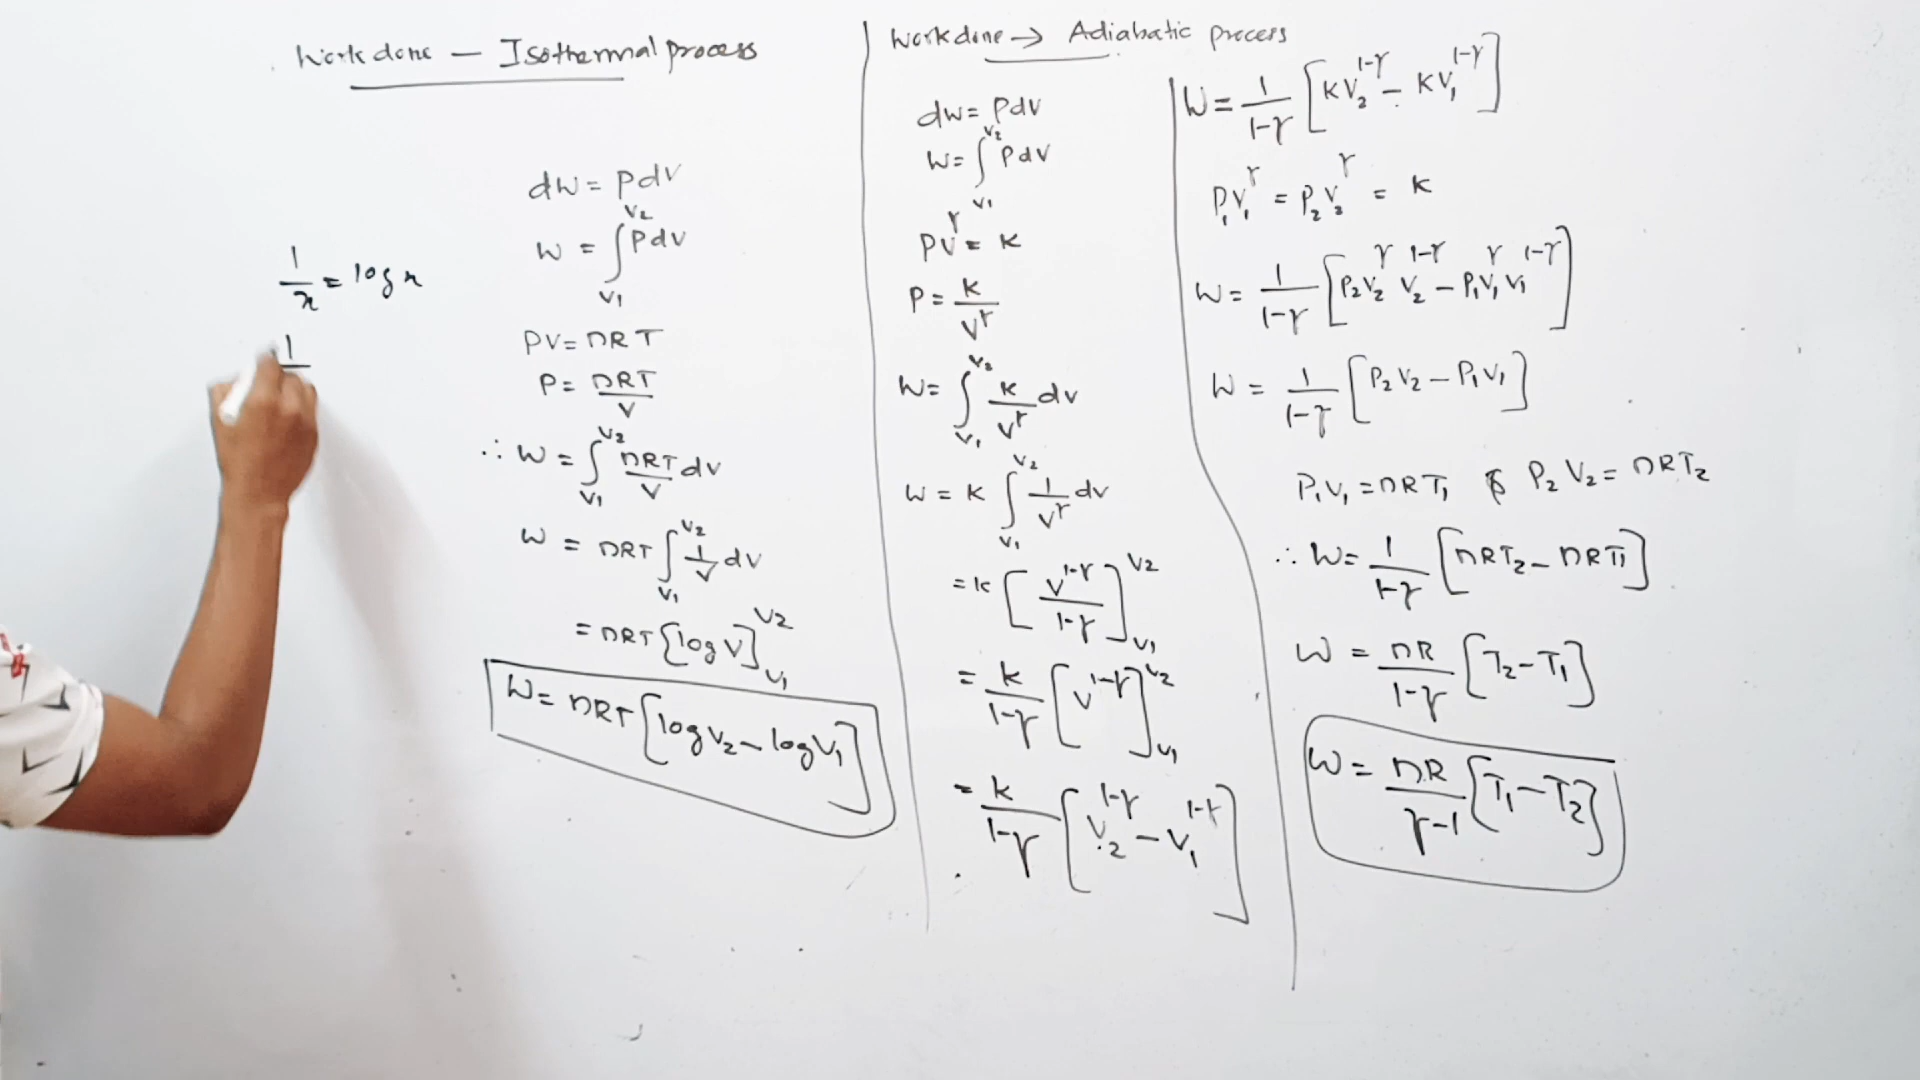 Workdone – Isothermal process
1/x = log x
1
dW = PdV
W = ∫_{V1}^{V2} PdV
PV = nRT
P = nRT/V
∴ W = ∫_{V1}^{V2} nRT/V dV
W = nRT ∫_{V1}^{V2} 1/V dV
= nRT [log V]_{V1}^{V2}
W = nRT [log V2 – log V1]
Workdone → Adiabatic process
dW = PdV
W = ∫_{V1}^{V2} PdV
PV^γ = K
P = K/V^γ
W = ∫_{V1}^{V2} K/V^γ dV
W = K ∫_{V1}^{V2} 1/V^γ dV
= K [V^{1-γ}/1-γ]_{V1}^{V2}
= K/1-γ [V^{1-γ}]_{V1}^{V2}
= K/1-γ [V2^{1-γ} – V1^{1-γ}]
W = 1/1-γ [KV2^{1-γ} – KV1^{1-γ}]
P1V1^γ = P2V2^γ = K
W = 1/1-γ [P2V2^γ V2^{1-γ} – P1V1^γ V1^{1-γ}]
W = 1/1-γ [P2V2 – P1V1]
P1V1 = nRT1 & P2V2 = nRT2
∴ W = 1/1-γ [nRT2 – nRT1]
W = nR/1-γ [T2 – T1]
W = nR/γ-1 [T1 – T2]